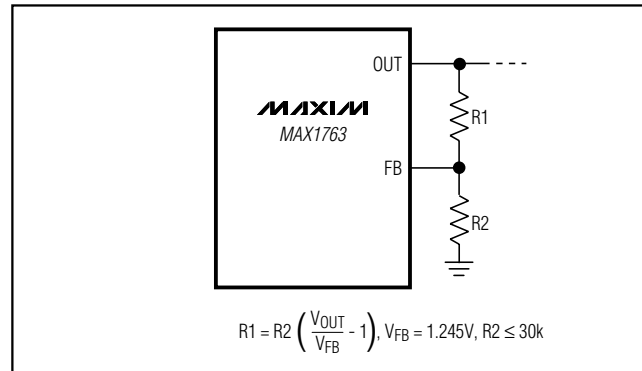 OUT
MAXIM
MAX1763
R1
FB
R2
R1 = R2 ( VOUT / VFB - 1 ), VFB = 1.245V, R2 ≤ 30k